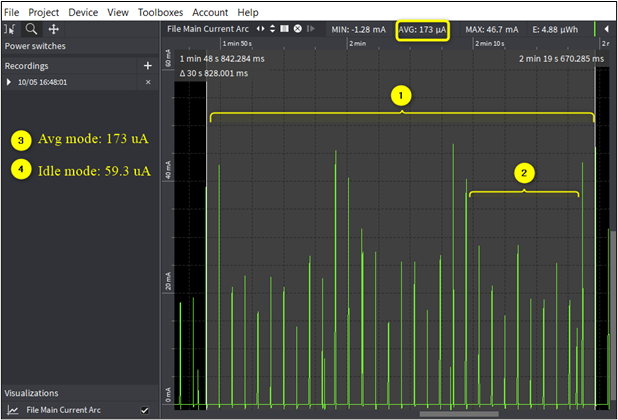 File Project Device View Toolboxes Account Help
File Main Current Arc MIN: -1.28 mA AVG: 173 µA MAX: 46.7 mA E: 4.88 µWh
Power switches
1 min 50 s 2 min 2 min 10 s
Recordings +
10/05 16:48:01 ×
1 min 48 s 842.284 ms 2 min 19 s 670.285 ms
Δ 30 s 828.001 ms
60 mA
1
3 Avg mode: 173 uA
4 Idle mode: 59.3 uA
2
40 mA
20 mA
0 mA
Visualizations
File Main Current Arc